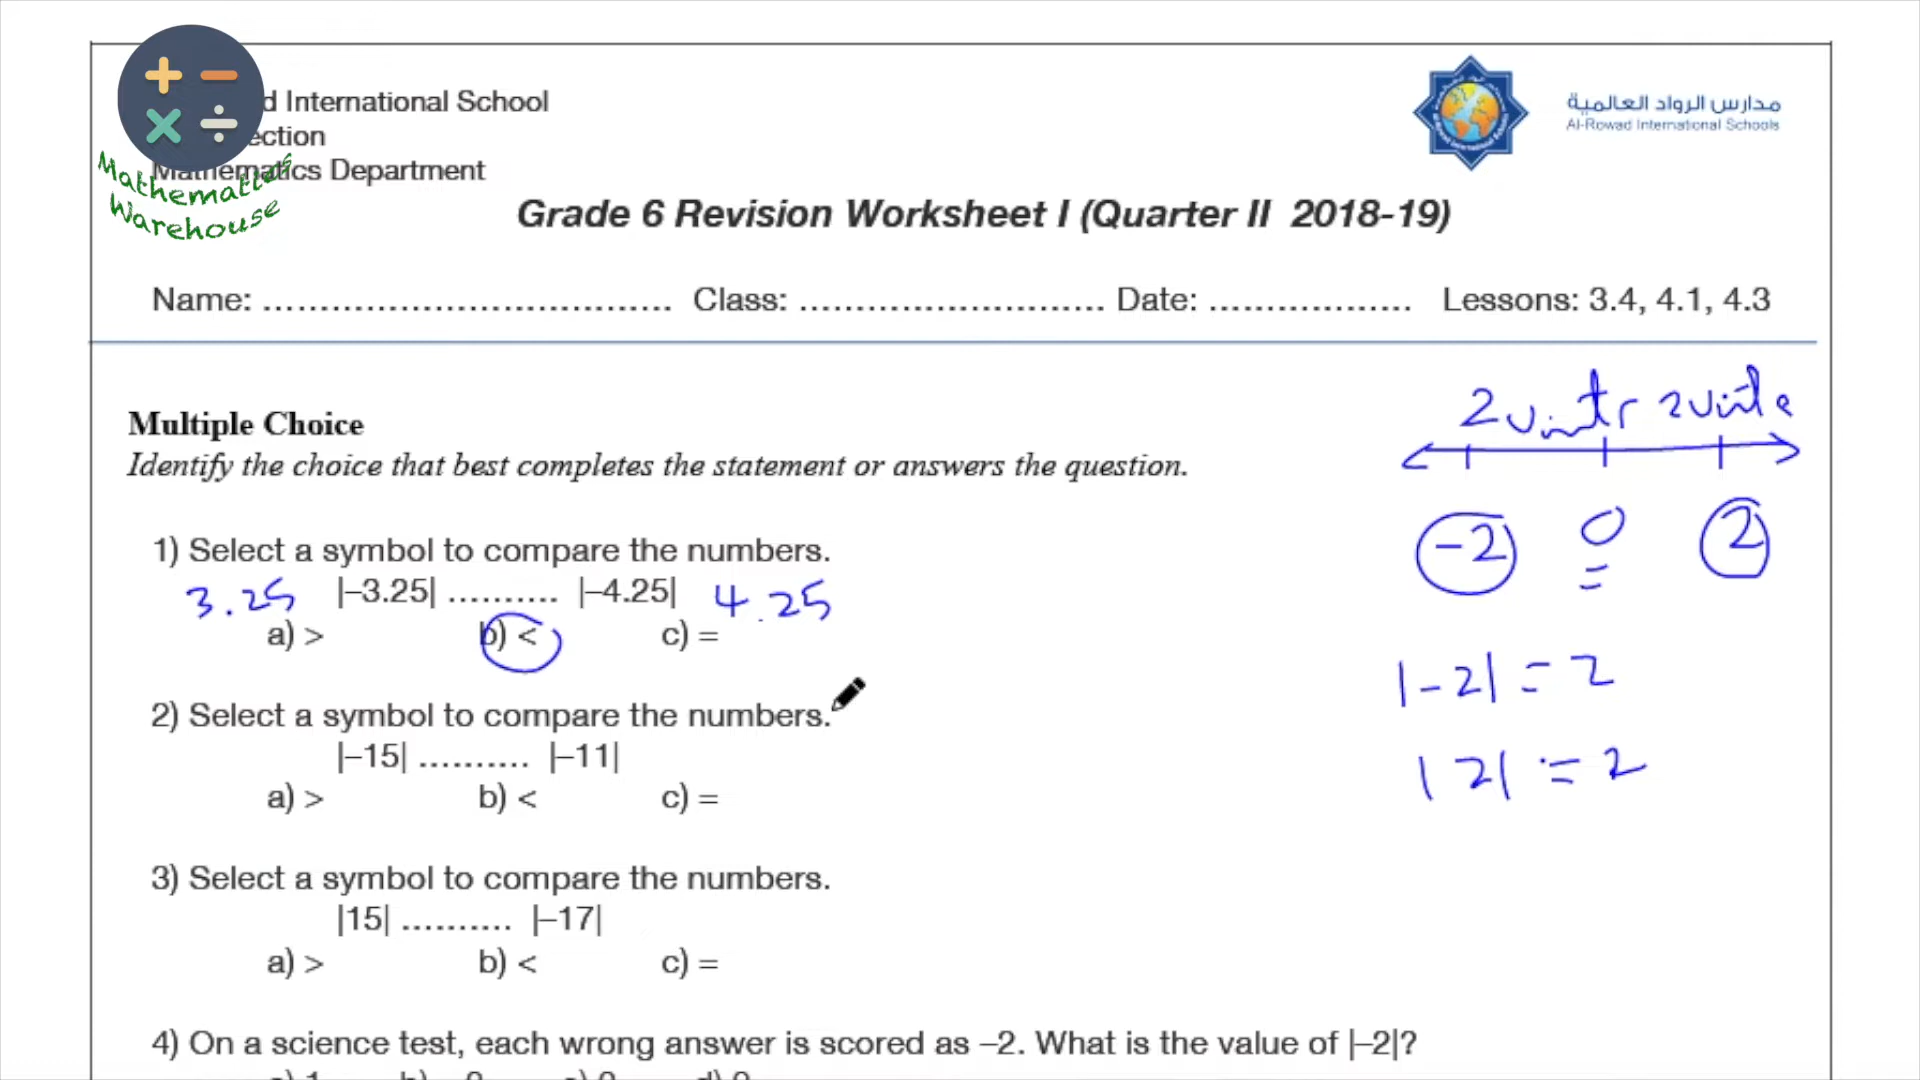 d International School
ection
Mathematics Department
Mathematics
Warehouse
مدارس الرواد العالمية
Al-Rowad International Schools
Grade 6 Revision Worksheet I (Quarter II 2018-19)
Name: .................................... Class: ........................... Date: .................. Lessons: 3.4, 4.1, 4.3
2 units 2 units
-2 0 2
Multiple Choice
Identify the choice that best completes the statement or answers the question.
1) Select a symbol to compare the numbers.
3.25 |–3.25| .......... |–4.25| 4.25
a) > b) < c) =
|-2| = 2
2) Select a symbol to compare the numbers.
|–15| .......... |–11|
|2| = 2
a) > b) < c) =
3) Select a symbol to compare the numbers.
|15| .......... |–17|
a) > b) < c) =
4) On a science test, each wrong answer is scored as –2. What is the value of |–2|?